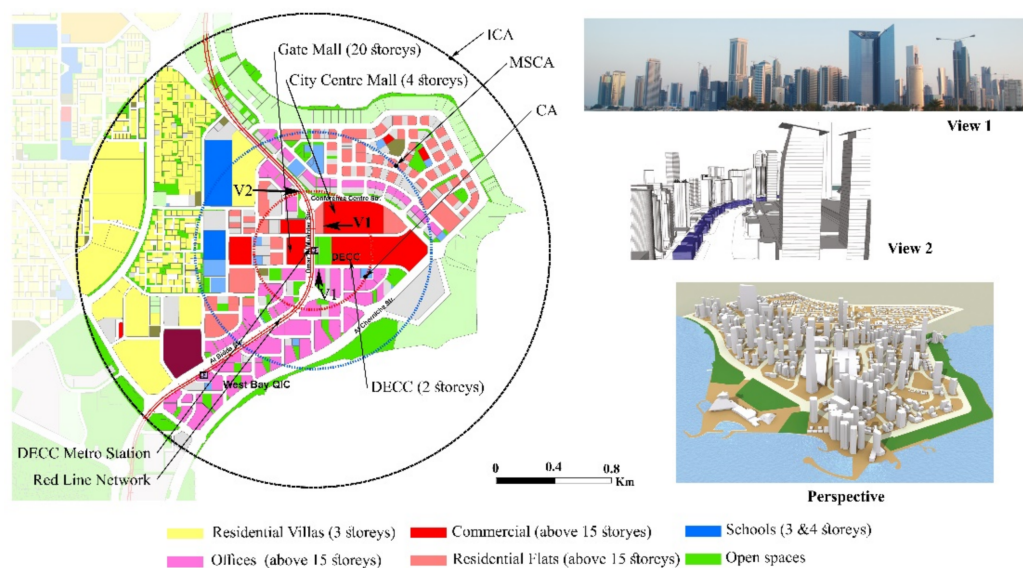 ICA
Gate Mall (20 storeys)
MSCA
City Centre Mall (4 storeys)
CA
View 1
V2
V1
DECC
V1
View 2
West Bay QIC
DECC (2 storeys)
DECC Metro Station
Red Line Network
0 0.4 0.8
Km
Perspective
Residential Villas (3 storeys)
Commercial (above 15 storyes)
Schools (3 &4 storeys)
Offices (above 15 storeys)
Residential Flats (above 15 storeys)
Open spaces